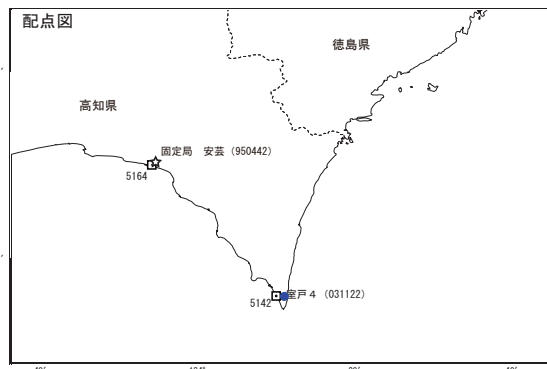 配点図
徳島県
高知県
固定局 安芸 (950442)
5164
室戸４ (031122)
5142